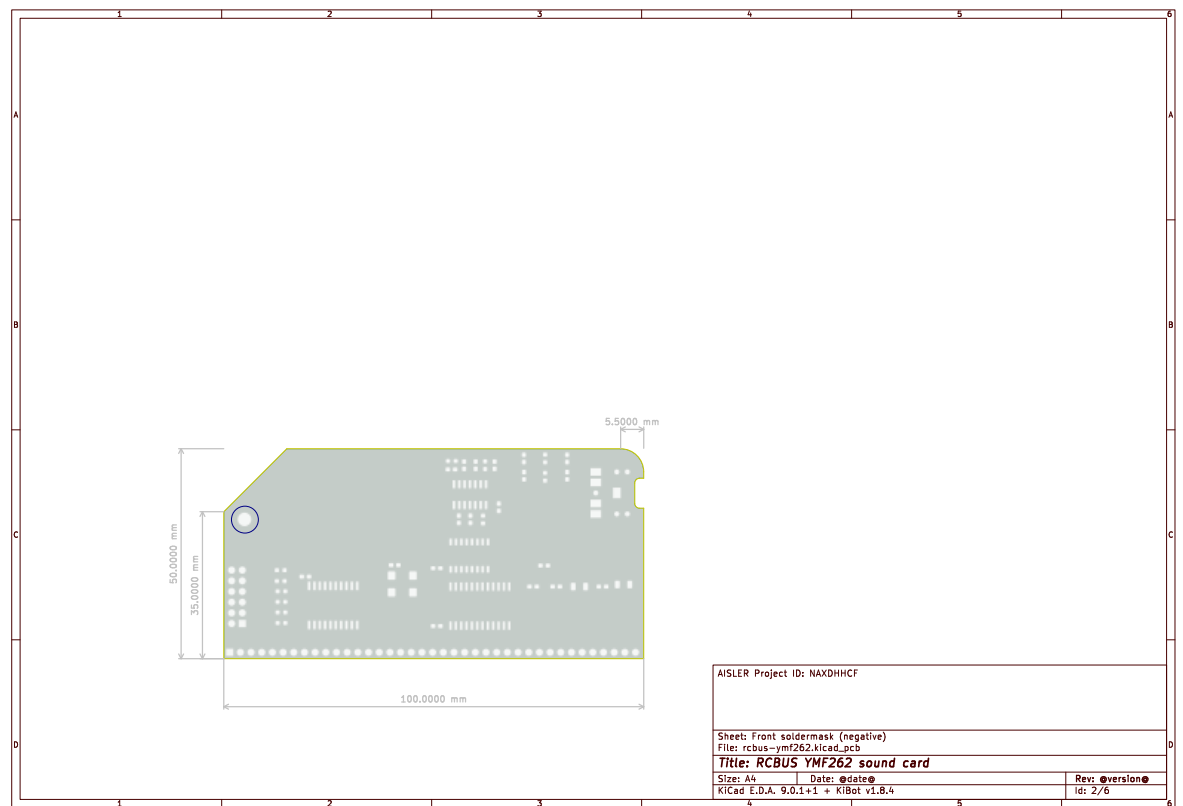 1 2 3 4 5 6
A A
B B
5.5000 mm
50.0000 mm
35.0000 mm
C C
100.0000 mm
AISLER Project ID: NAXDHHCF
Sheet: Front soldermask (negative)
File: rcbus-ymf262.kicad_pcb
D D
Title: RCBUS YMF262 sound card
Size: A4 Date: @date@ Rev: @version@
KiCad E.D.A. 9.0.1+1 + KiBot v1.8.4 Id: 2/6
1 2 3 4 5 6